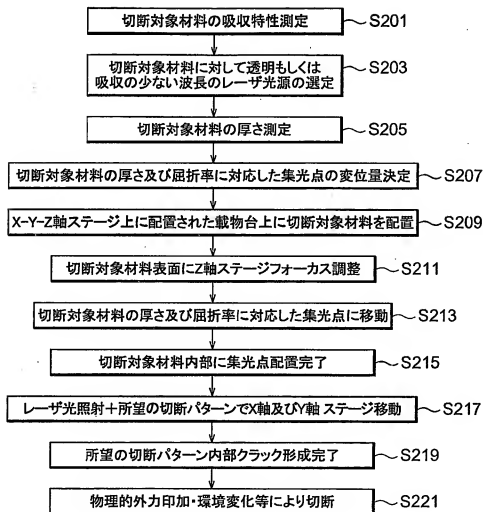 切断対象材料の吸収特性測定 S201
切断対象材料に対して透明もしくは
吸収の少ない波長のレーザ光源の選定 S203
切断対象材料の厚さ測定 S205
切断対象材料の厚さ及び屈折率に対応した集光点の変位量決定 S207
X-Y-Z軸ステージ上に配置された載物台上に切断対象材料を配置 S209
切断対象材料表面にZ軸ステージフォーカス調整 S211
切断対象材料の厚さ及び屈折率に対応した集光点に移動 S213
切断対象材料内部に集光点配置完了 S215
レーザ光照射+所望の切断パターンでX軸及びY軸 ステージ移動 S217
所望の切断パターン内部クラック形成完了 S219
物理的外力印加・環境変化等により切断 S221